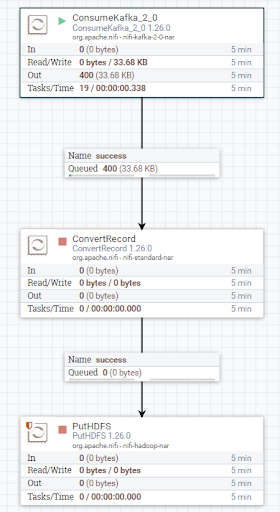 ConsumeKafka_2_0
ConsumeKafka_2_0 1.26.0
org.apache.nifi - nifi-kafka-2-0-nar
In 0 (0 bytes) 5 min
Read/Write 0 bytes / 33.68 KB 5 min
Out 400 (33.68 KB) 5 min
Tasks/Time 19 / 00:00:00.338 5 min
Name success
Queued 400 (33.68 KB)
ConvertRecord
ConvertRecord 1.26.0
org.apache.nifi - nifi-standard-nar
In 0 (0 bytes) 5 min
Read/Write 0 bytes / 0 bytes 5 min
Out 0 (0 bytes) 5 min
Tasks/Time 0 / 00:00:00.000 5 min
Name success
Queued 0 (0 bytes)
PutHDFS
PutHDFS 1.26.0
org.apache.nifi - nifi-hadoop-nar
In 0 (0 bytes) 5 min
Read/Write 0 bytes / 0 bytes 5 min
Out 0 (0 bytes) 5 min
Tasks/Time 0 / 00:00:00.000 5 min